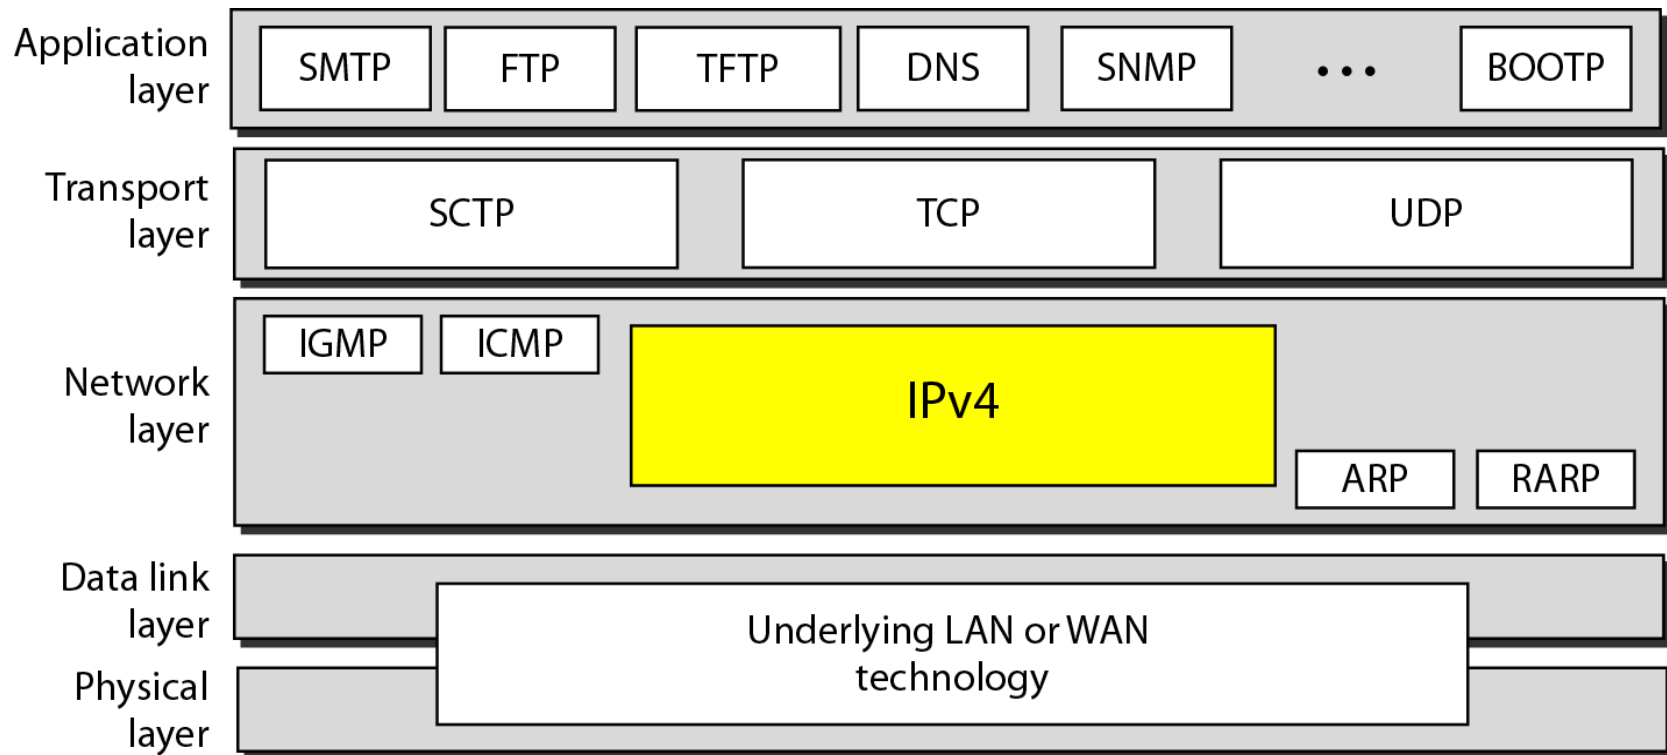 Application
layer
SMTP
FTP
TFTP
DNS
SNMP
...
BOOTP
Transport
layer
SCTP
TCP
UDP
Network
layer
IGMP
ICMP
IPv4
ARP
RARP
Data link
layer
Underlying LAN or WAN
technology
Physical
layer